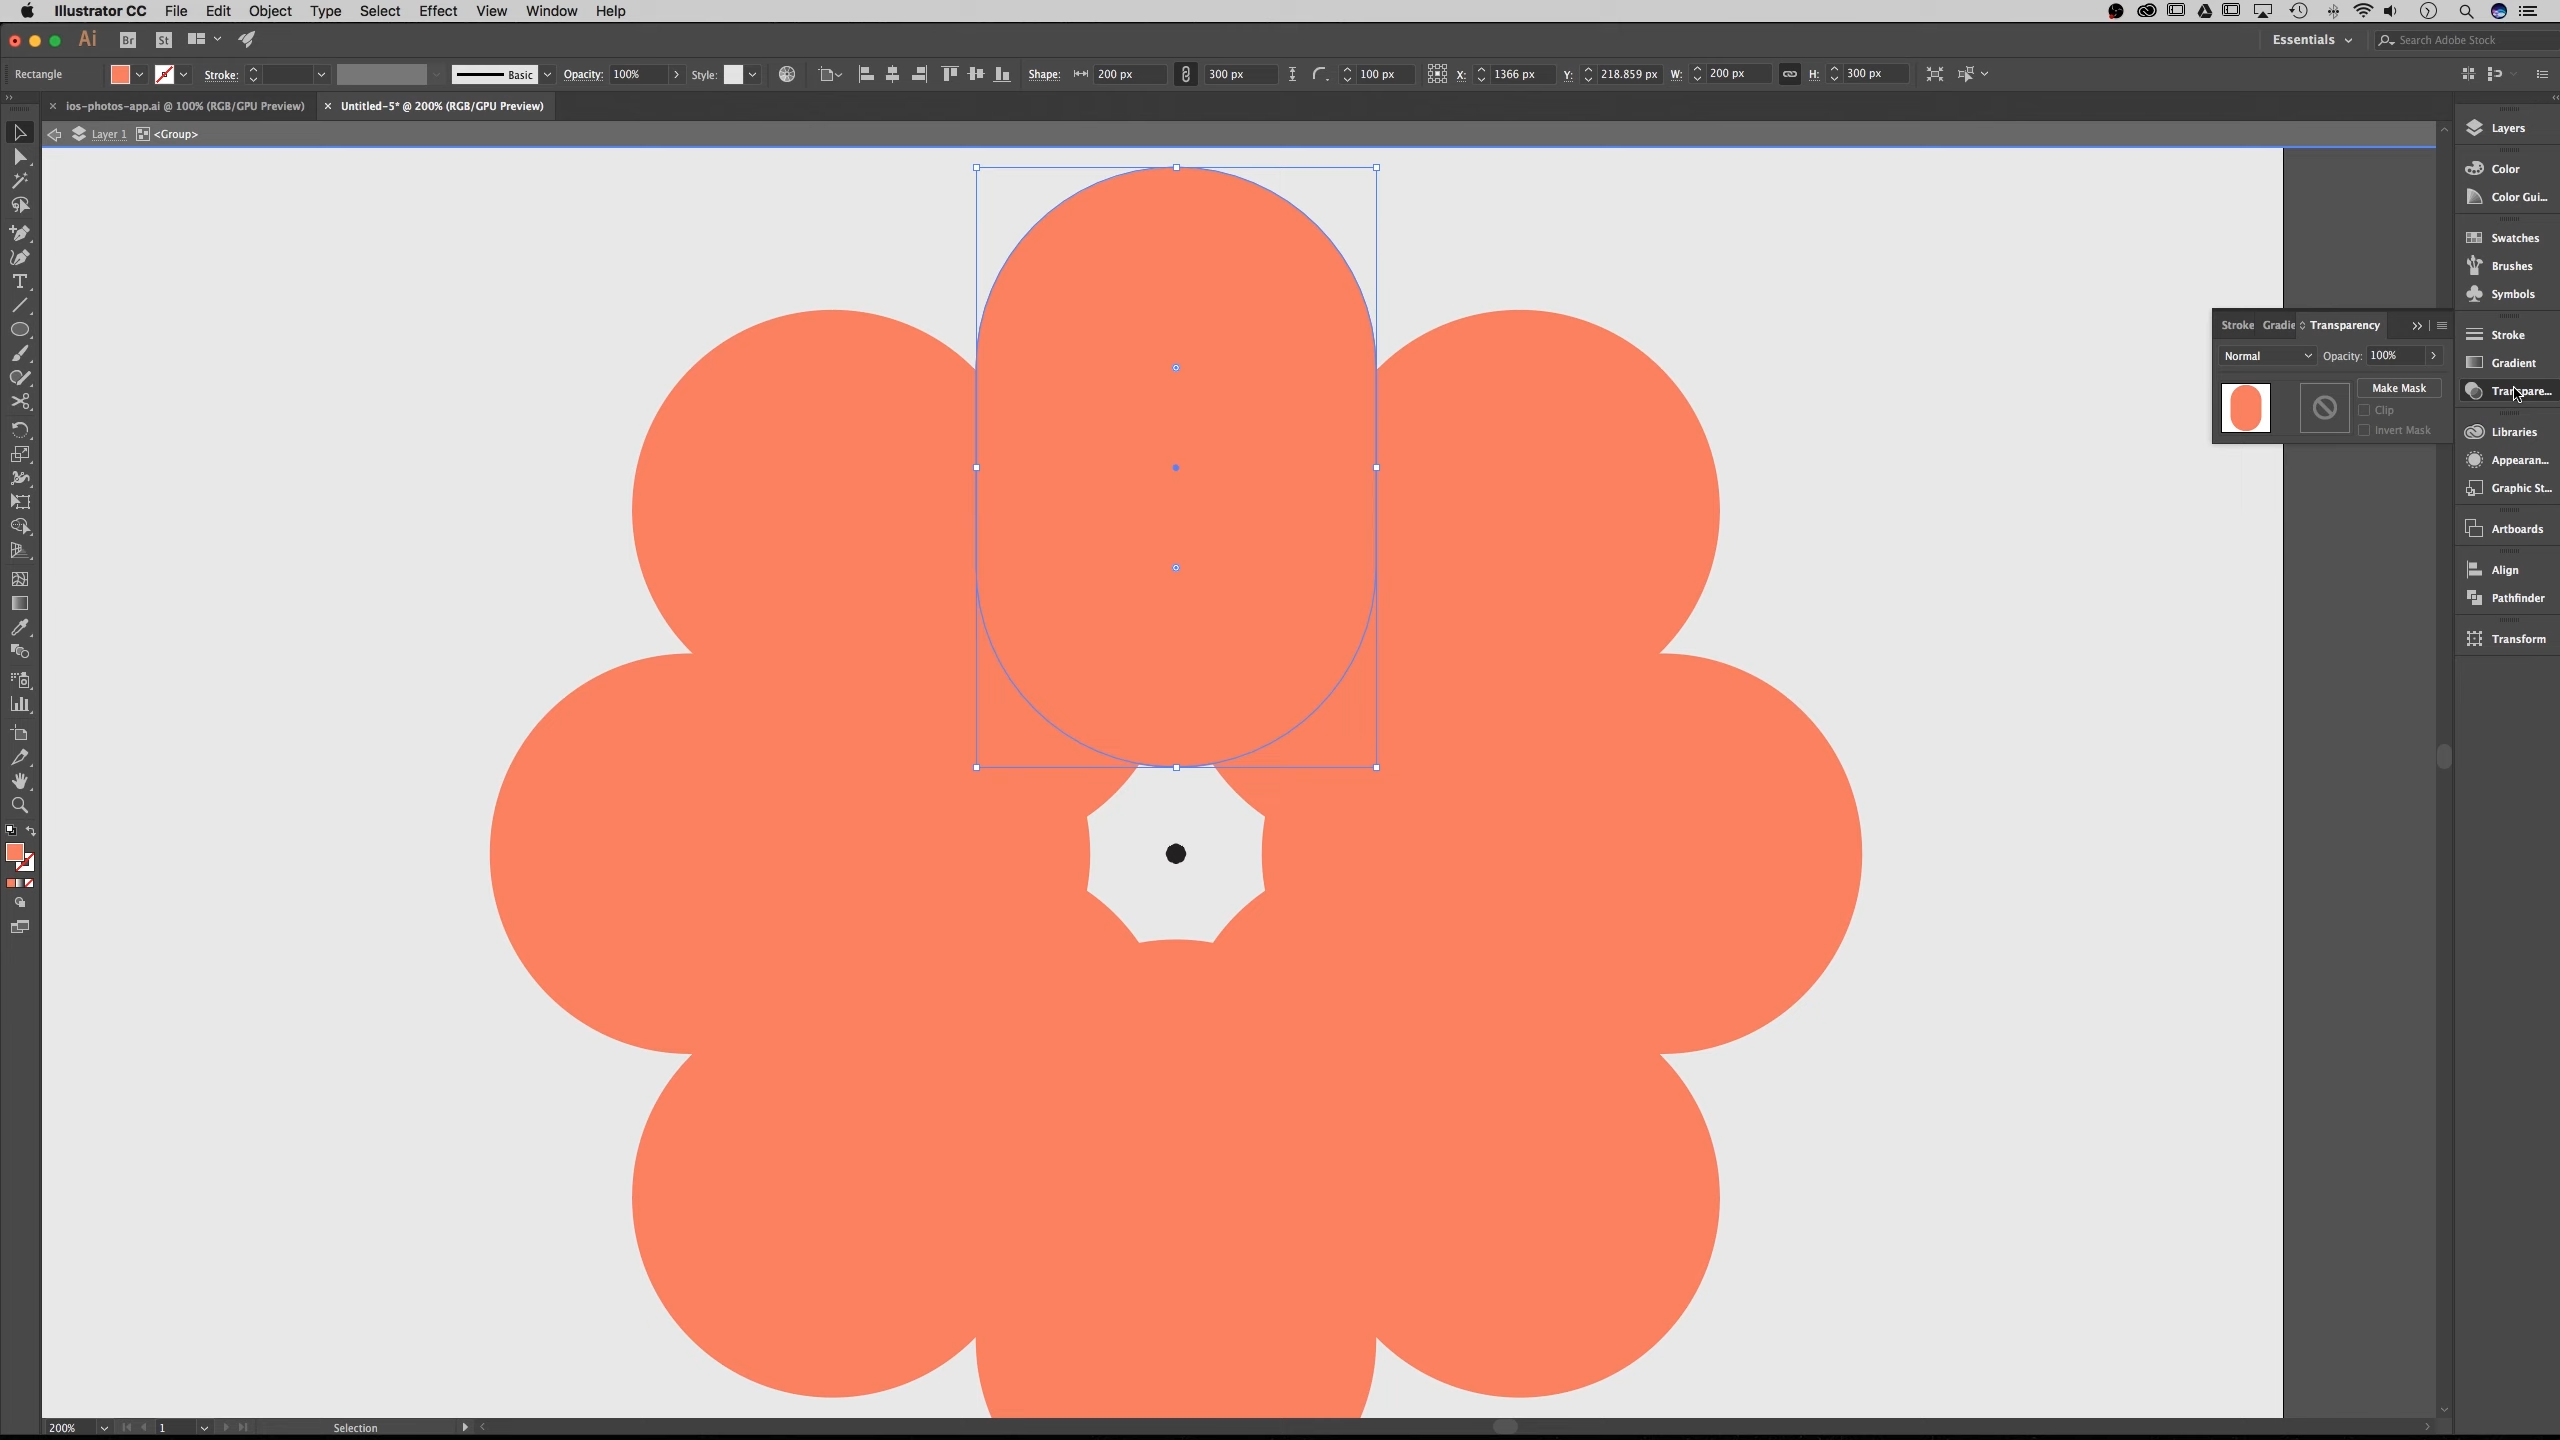 Illustrator CC File Edit Object Type Select Effect View Window Help
Ai Br St Essentials Search Adobe Stock
Rectangle Stroke: Basic Opacity: 100% Style: Shape: 200 px 300 px 100 px X: 1366 px Y: 218.859 px W: 200 px H: 300 px
× ios-photos-app.ai @ 100% (RGB/GPU Preview) × Untitled-5* @ 200% (RGB/GPU Preview)
Layer 1 <Group>
Layers
Color
Color Gui...
Swatches
Brushes
Symbols
Stroke Gradie Transparency
Normal Opacity: 100%
Make Mask
Clip
Invert Mask
Stroke
Gradient
Transpare...
Libraries
Appearan...
Graphic St...
Artboards
Align
Pathfinder
Transform
200% 1 Selection